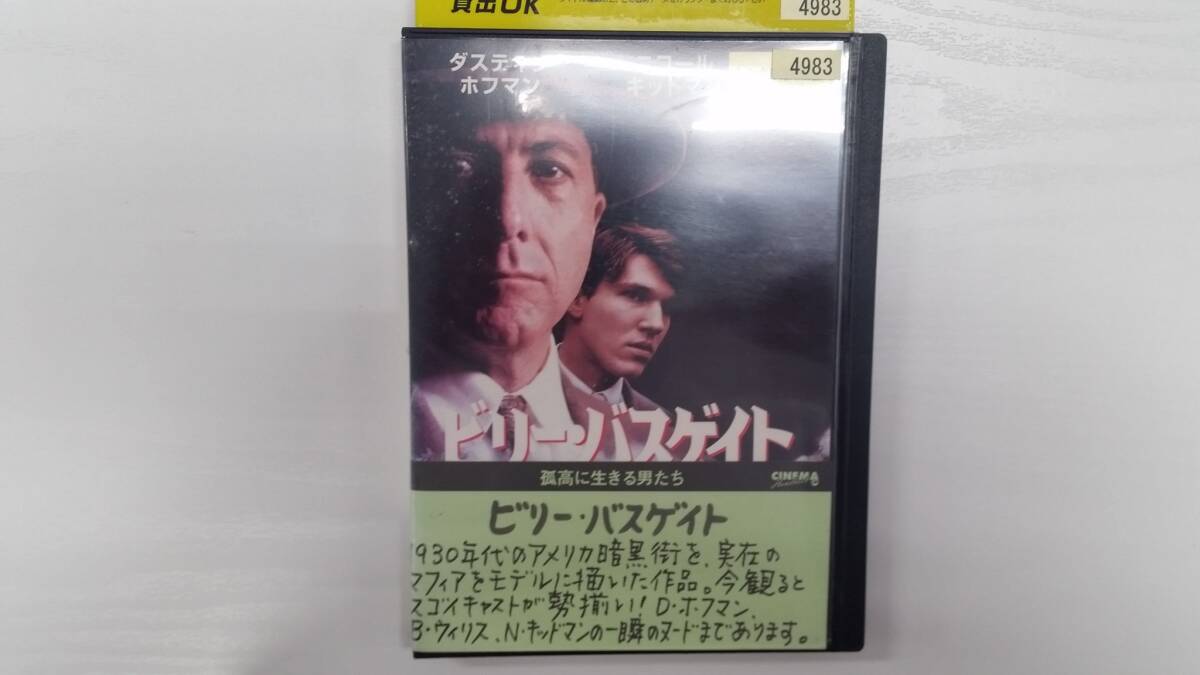 貸出OK
4983
4983
ダスティン
ホフマン
ニコール
キッドマン
ビリー・バスゲイト
孤高に生きる男たち
CINEMA
ビリー・バスゲイト
1930年代のアメリカ暗黒街を、実在の
マフィアをモデルに描いた作品。今観ると
スゴイキャストが勢揃い!D・ホフマン、
B・ウィリス、N・キッドマンの一瞬のヌードまであります。